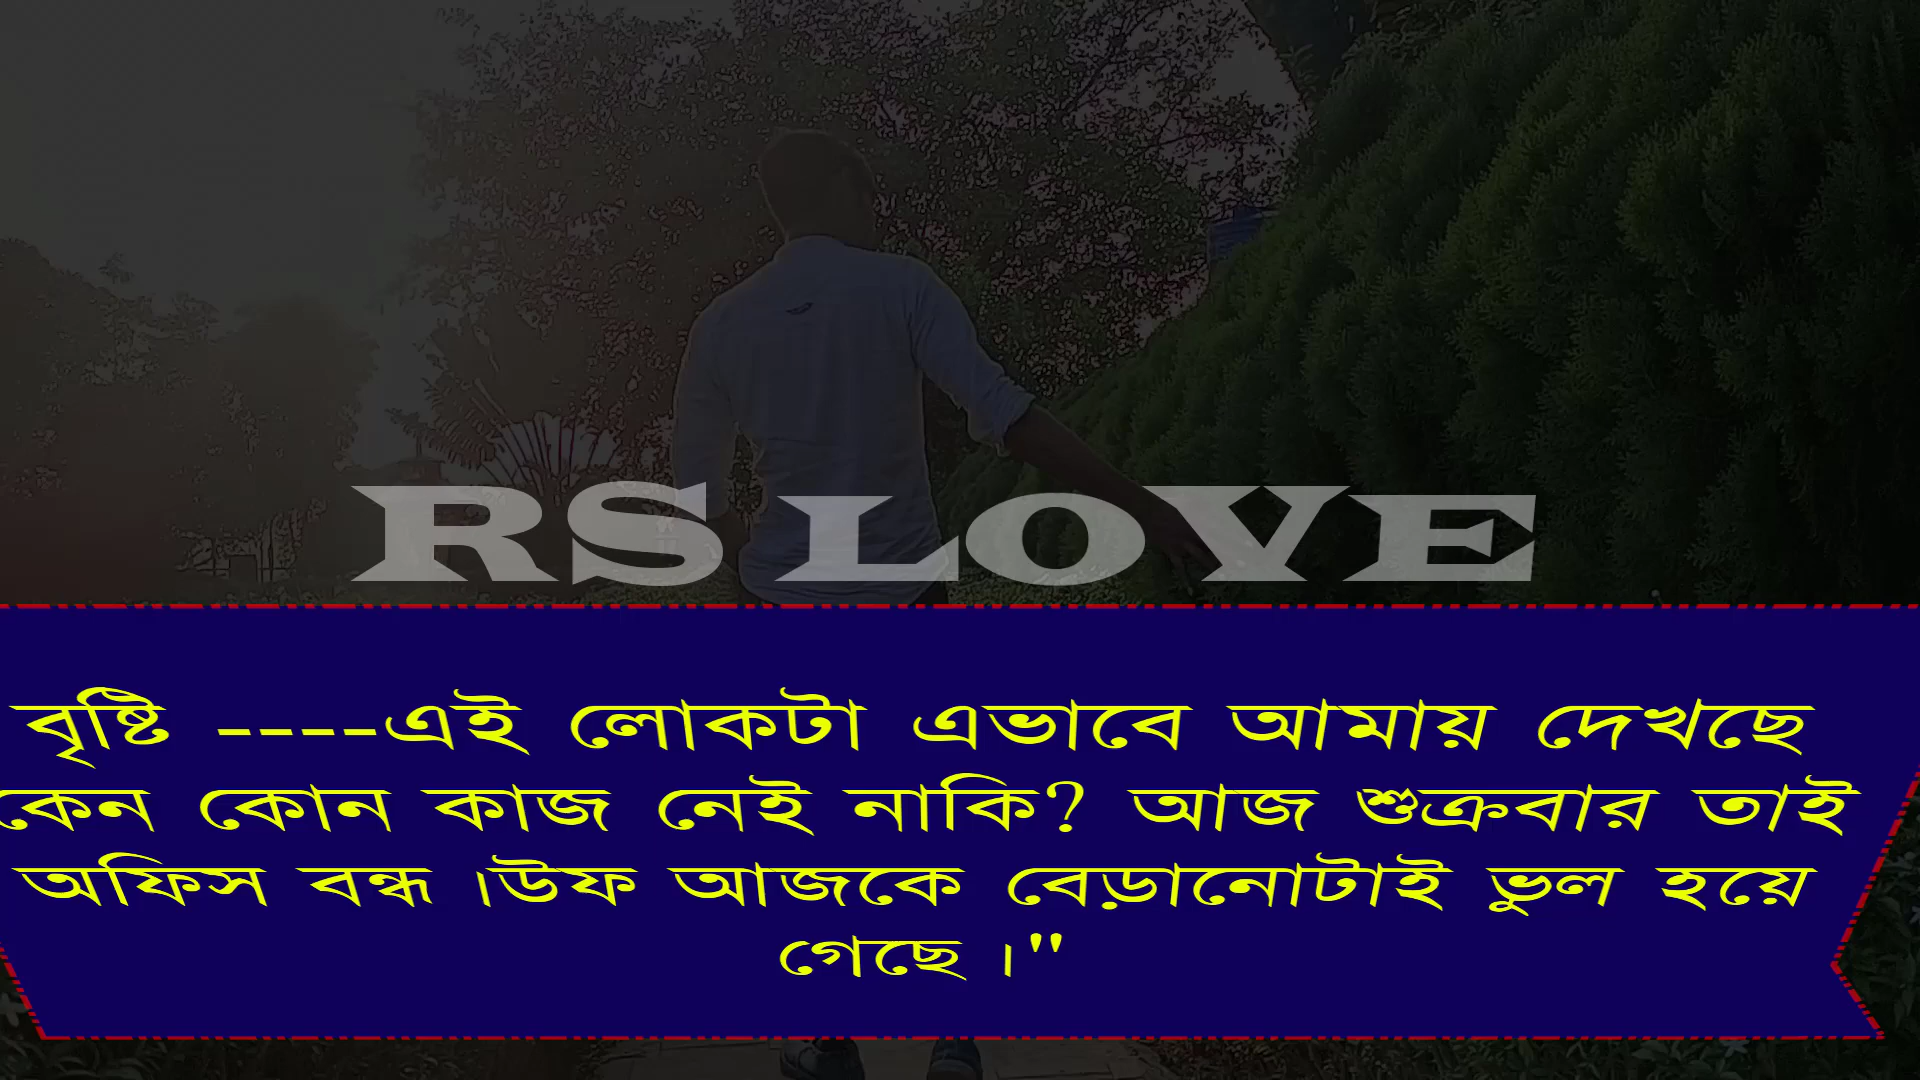 RS LOVE
বৃষ্টি ----এই লোকটা এভাবে আমায় দেখছে
কেন কোন কাজ নেই নাকি? আজ শুক্রবার তাই
অফিস বন্ধ ।উফ আজকে বেড়ানোটাই ভুল হয়ে
গেছে ।"